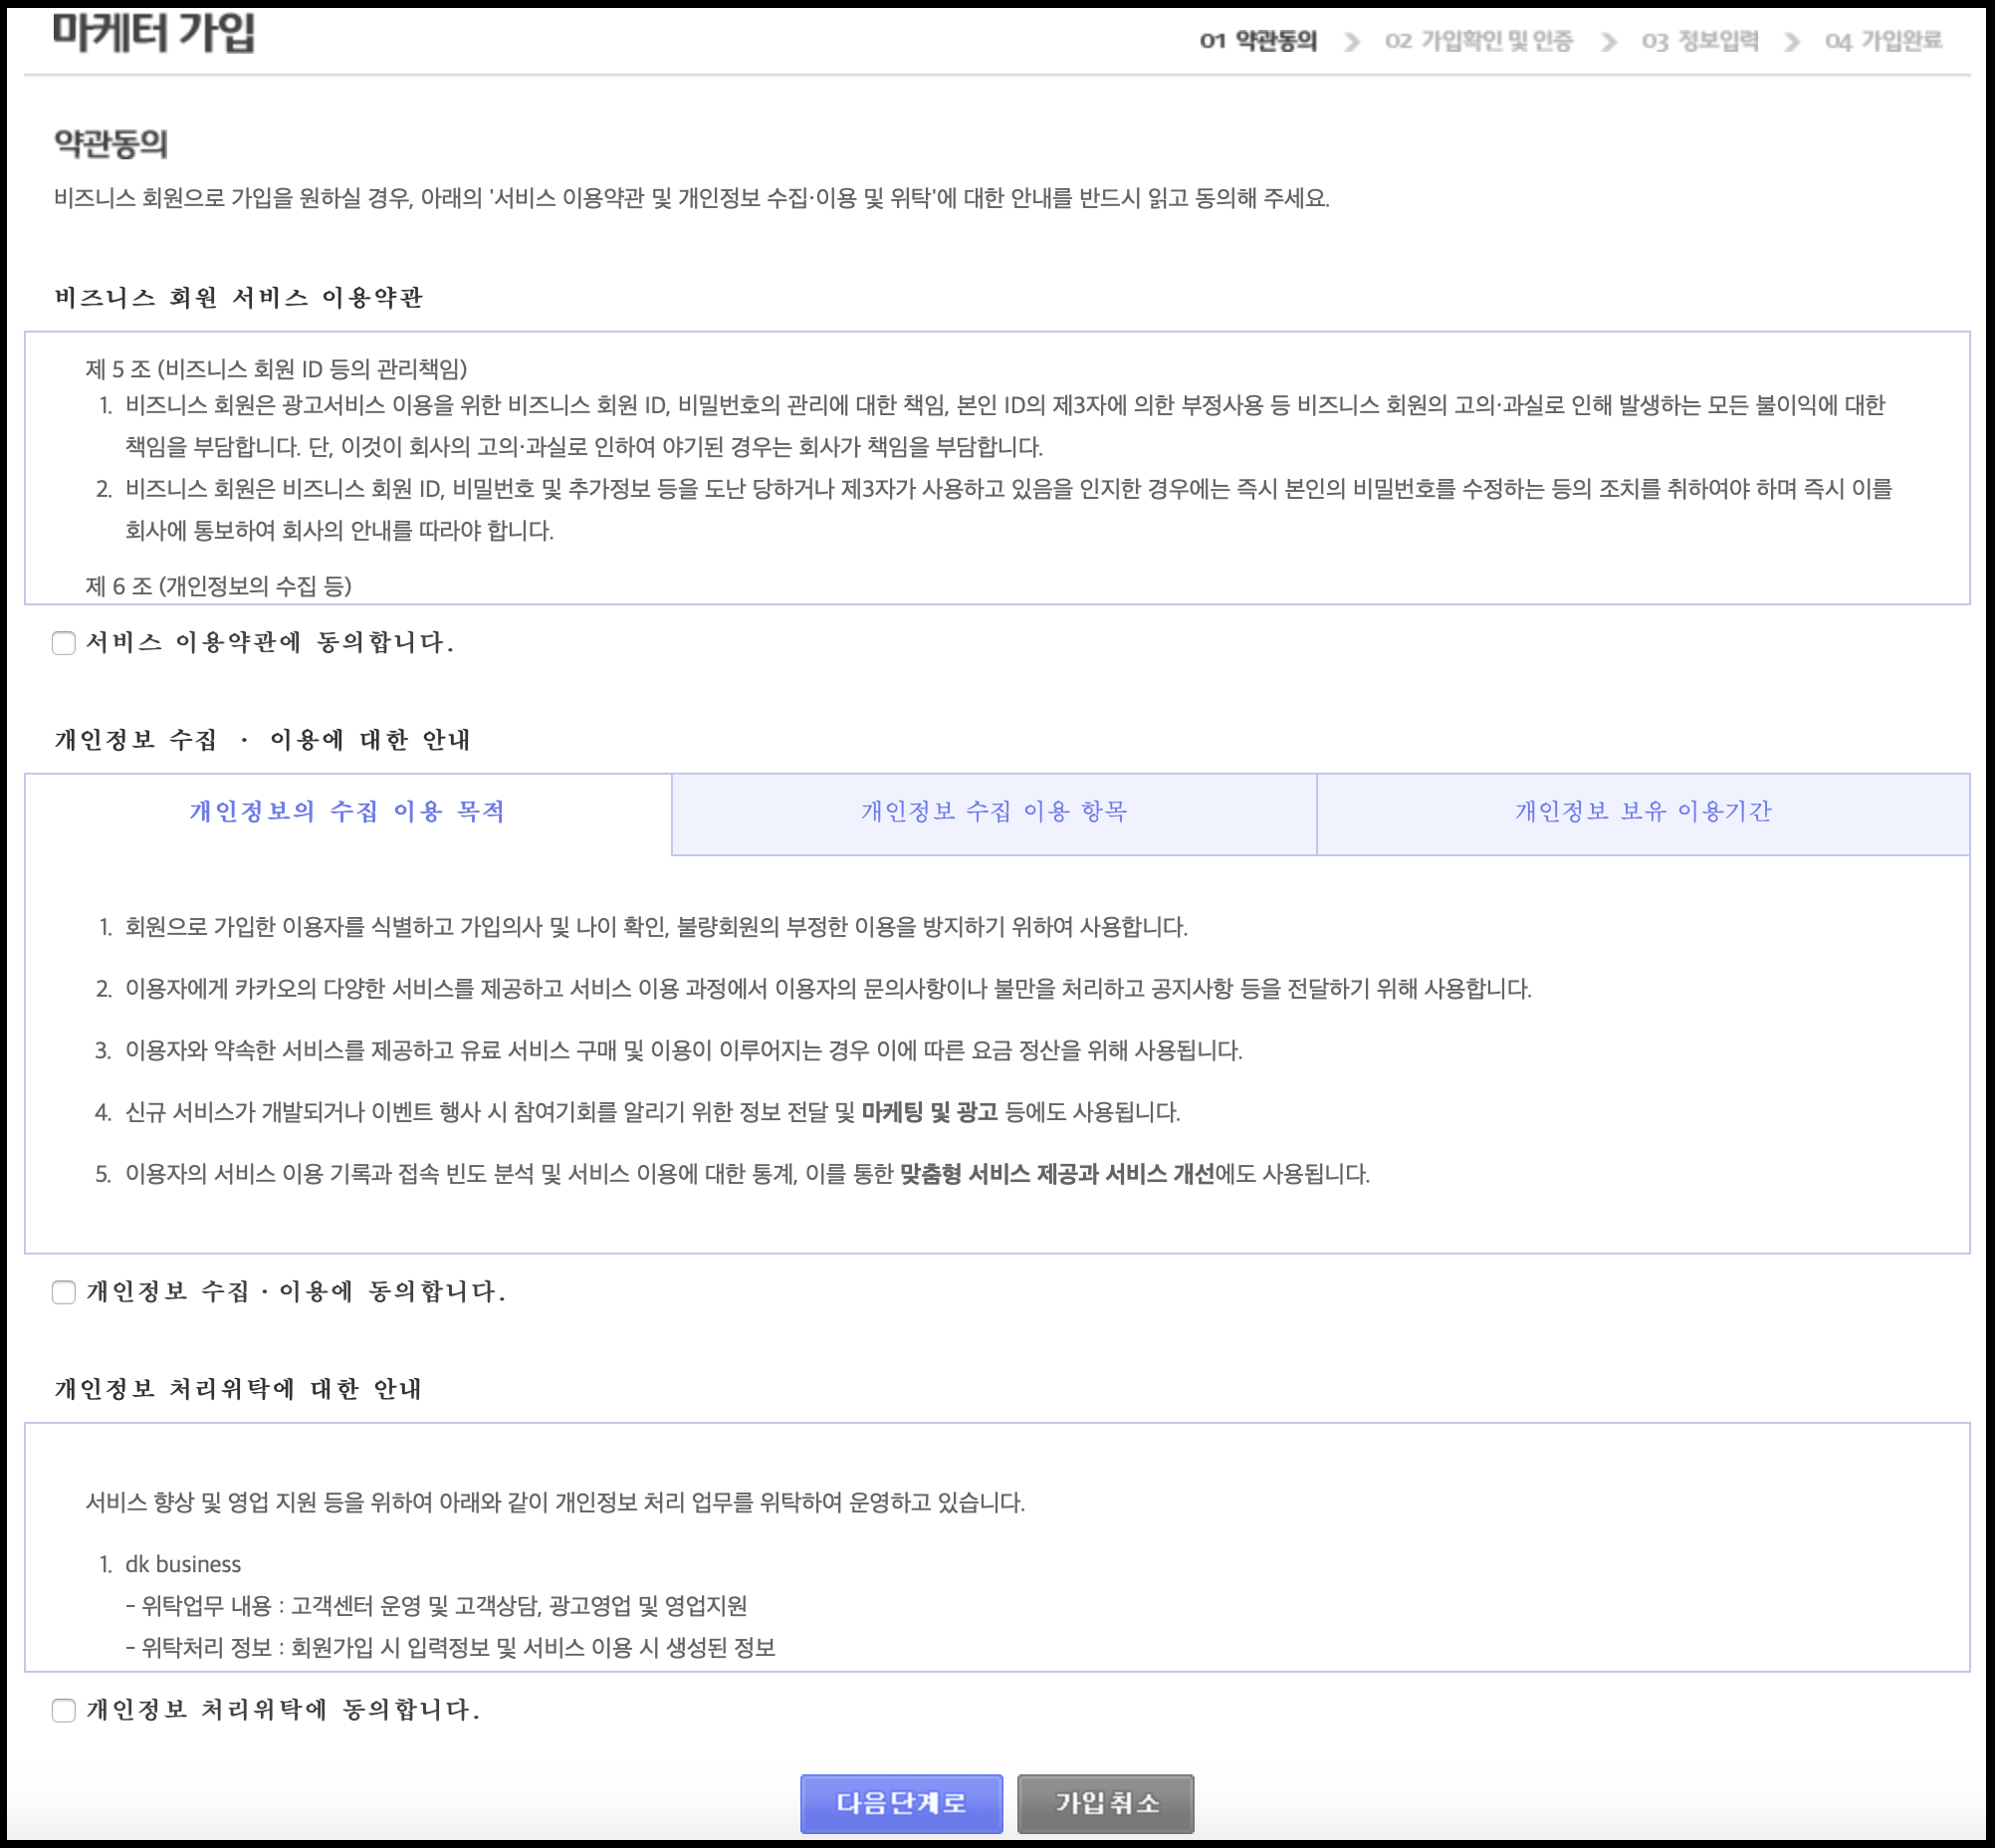 마케터 가입
01 약관동의 > 02 가입확인 및 인증 > 03 정보입력 > 04 가입완료
약관동의
비즈니스 회원으로 가입을 원하실 경우, 아래의 '서비스 이용약관 및 개인정보 수집·이용 및 위탁'에 대한 안내를 반드시 읽고 동의해 주세요.
비즈니스 회원 서비스 이용약관
제 5 조 (비즈니스 회원 ID 등의 관리책임)
1. 비즈니스 회원은 광고서비스 이용을 위한 비즈니스 회원 ID, 비밀번호의 관리에 대한 책임, 본인 ID의 제3자에 의한 부정사용 등 비즈니스 회원의 고의·과실로 인해 발생하는 모든 불이익에 대한
책임을 부담합니다. 단, 이것이 회사의 고의·과실로 인하여 야기된 경우는 회사가 책임을 부담합니다.
2. 비즈니스 회원은 비즈니스 회원 ID, 비밀번호 및 추가정보 등을 도난 당하거나 제3자가 사용하고 있음을 인지한 경우에는 즉시 본인의 비밀번호를 수정하는 등의 조치를 취하여야 하며 즉시 이를
회사에 통보하여 회사의 안내를 따라야 합니다.
제 6 조 (개인정보의 수집 등)
서비스 이용약관에 동의합니다.
개인정보 수집 · 이용에 대한 안내
개인정보의 수집 이용 목적
개인정보 수집 이용 항목
개인정보 보유 이용기간
1. 회원으로 가입한 이용자를 식별하고 가입의사 및 나이 확인, 불량회원의 부정한 이용을 방지하기 위하여 사용합니다.
2. 이용자에게 카카오의 다양한 서비스를 제공하고 서비스 이용 과정에서 이용자의 문의사항이나 불만을 처리하고 공지사항 등을 전달하기 위해 사용합니다.
3. 이용자와 약속한 서비스를 제공하고 유료 서비스 구매 및 이용이 이루어지는 경우 이에 따른 요금 정산을 위해 사용됩니다.
4. 신규 서비스가 개발되거나 이벤트 행사 시 참여기회를 알리기 위한 정보 전달 및 마케팅 및 광고 등에도 사용됩니다.
5. 이용자의 서비스 이용 기록과 접속 빈도 분석 및 서비스 이용에 대한 통계, 이를 통한 맞춤형 서비스 제공과 서비스 개선에도 사용됩니다.
개인정보 수집 · 이용에 동의합니다.
개인정보 처리위탁에 대한 안내
서비스 향상 및 영업 지원 등을 위하여 아래와 같이 개인정보 처리 업무를 위탁하여 운영하고 있습니다.
1. dk business
- 위탁업무 내용 : 고객센터 운영 및 고객상담, 광고영업 및 영업지원
- 위탁처리 정보 : 회원가입 시 입력정보 및 서비스 이용 시 생성된 정보
개인정보 처리위탁에 동의합니다.
다음단계로
가입취소